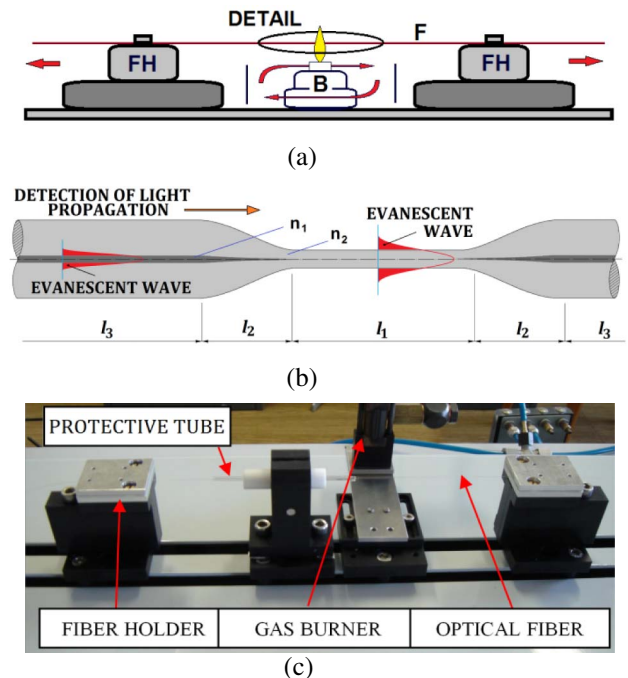 DETAIL
F
FH
FH
B
(a)
DETECTION OF LIGHT
PROPAGATION
n1
n2
EVANESCENT
WAVE
EVANESCENT WAVE
l3
l2
l1
l2
l3
(b)
PROTECTIVE TUBE
FIBER HOLDER
GAS BURNER
OPTICAL FIBER
(c)